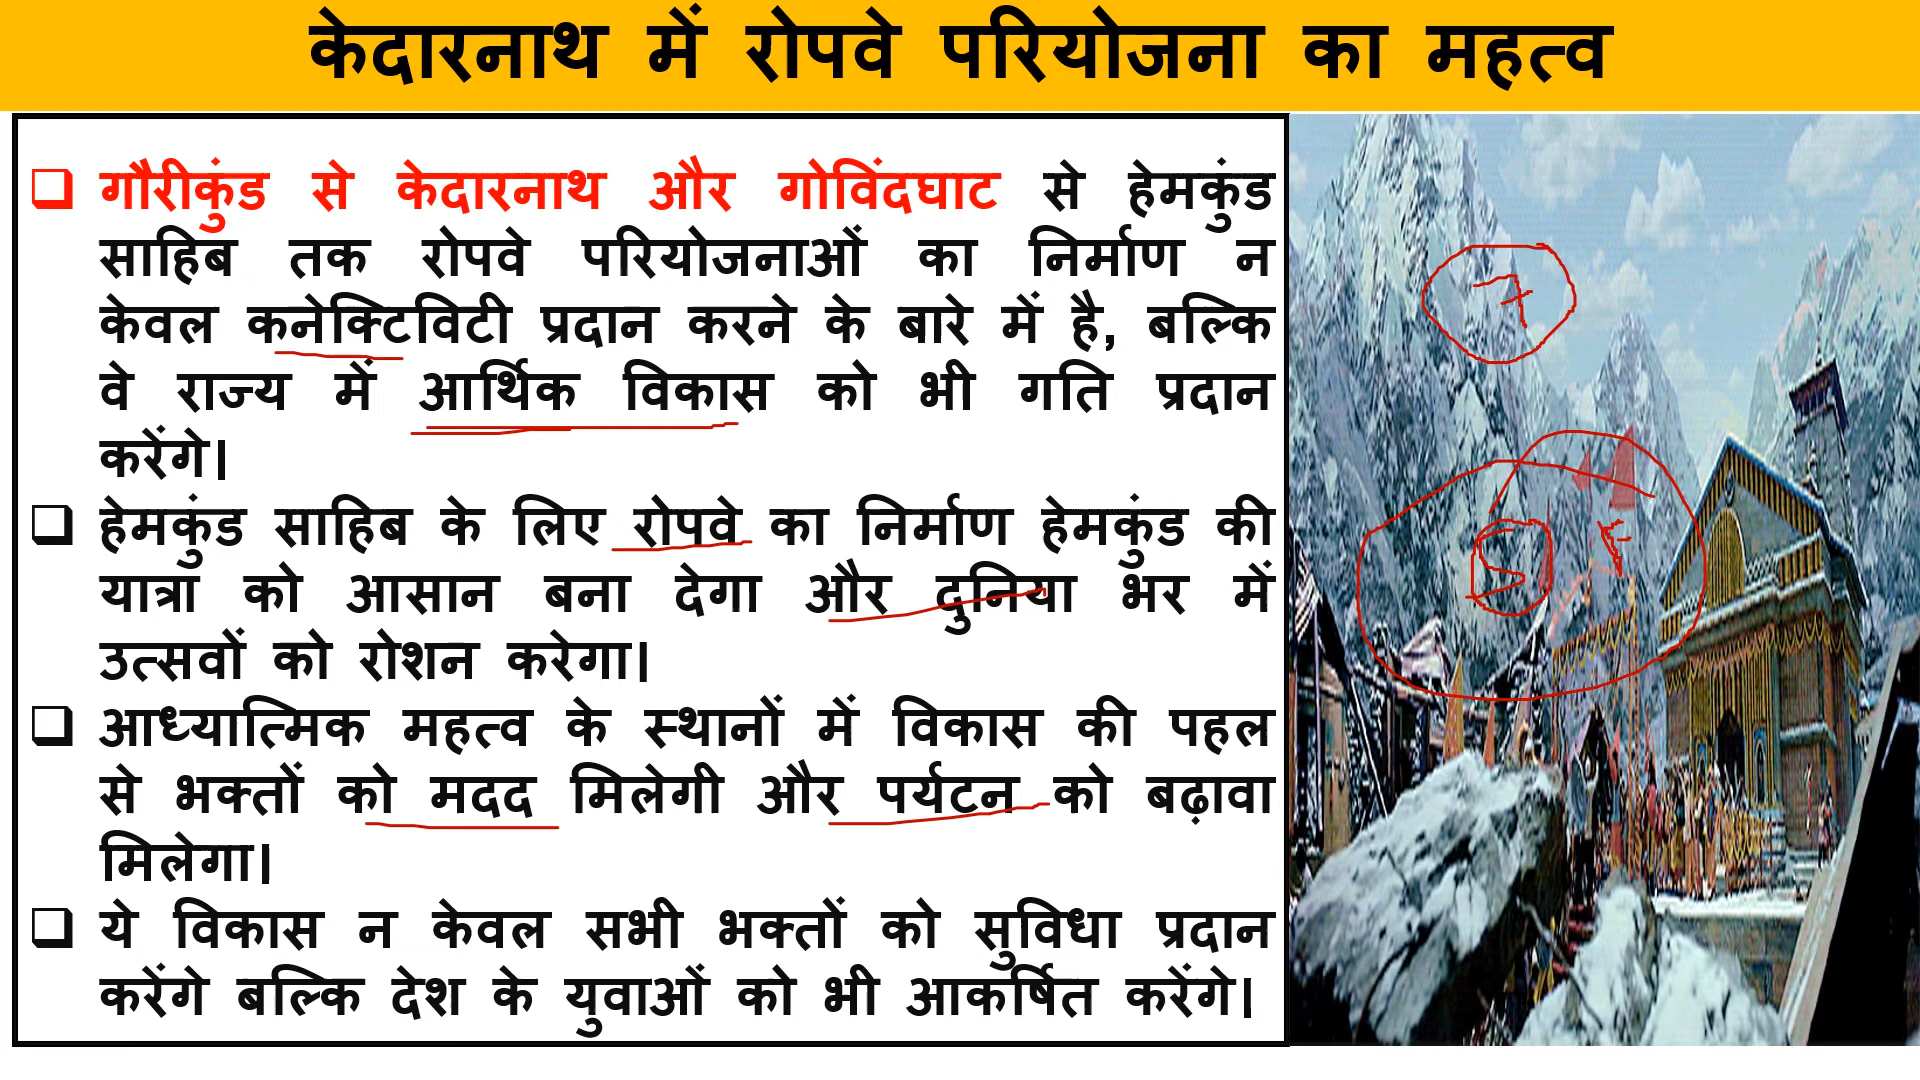 केदारनाथ में रोपवे परियोजना का महत्व
गौरीकुंड से केदारनाथ और गोविंदघाट से हेमकुंड
साहिब तक रोपवे परियोजनाओं का निर्माण न
केवल कनेक्टिविटी प्रदान करने के बारे में है, बल्कि
वे राज्य में आर्थिक विकास को भी गति प्रदान
करेंगे।
हेमकुंड साहिब के लिए रोपवे का निर्माण हेमकुंड की
यात्रा को आसान बना देगा और दुनिया भर में
उत्सवों को रोशन करेगा।
आध्यात्मिक महत्व के स्थानों में विकास की पहल
से भक्तों को मदद मिलेगी और पर्यटन को बढ़ावा
मिलेगा।
ये विकास न केवल सभी भक्तों को सुविधा प्रदान
करेंगे बल्कि देश के युवाओं को भी आकर्षित करेंगे।